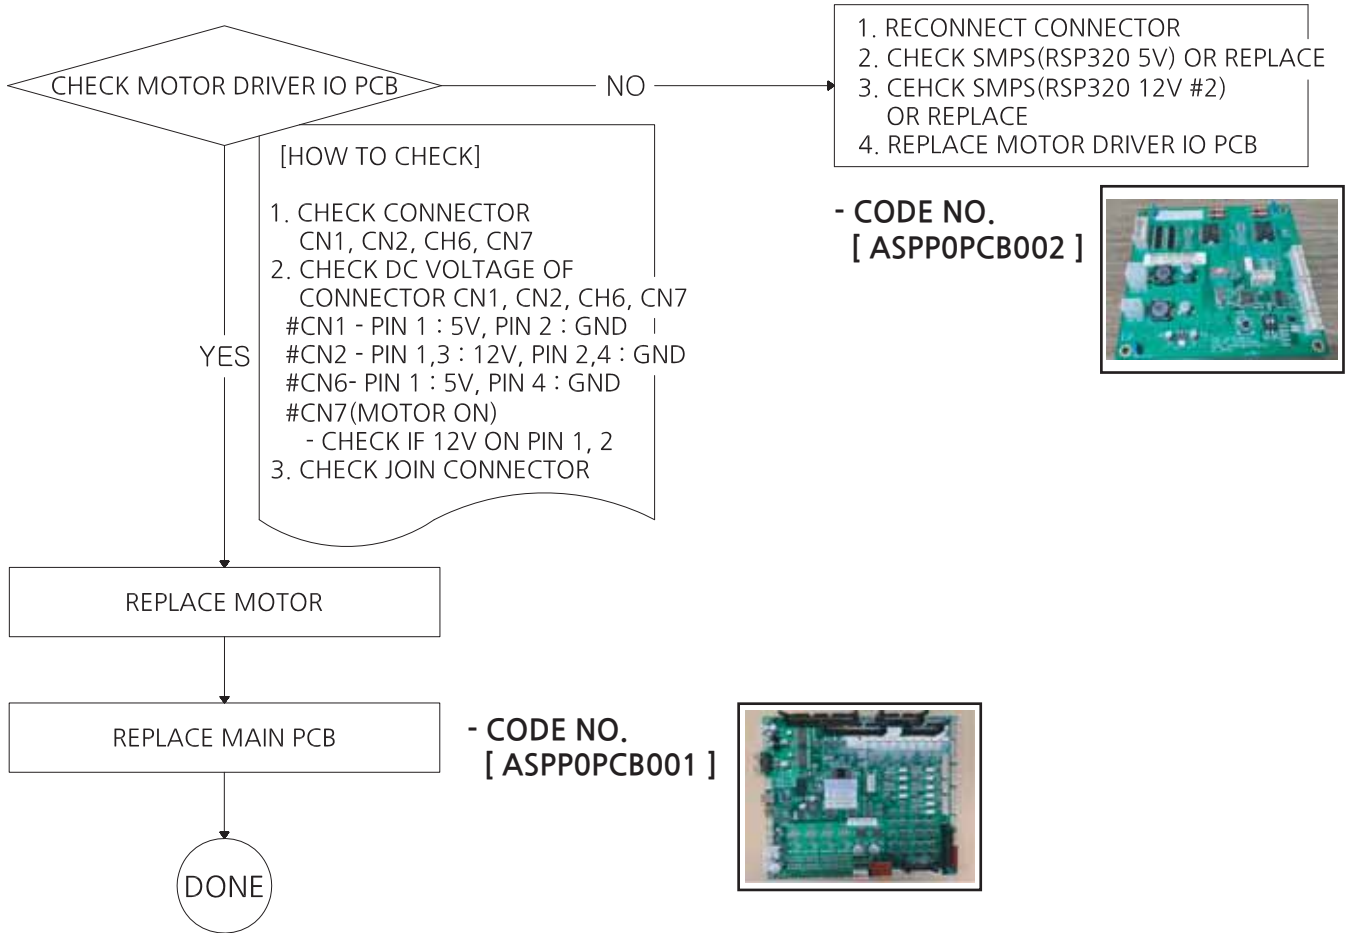 CHECK MOTOR DRIVER IO PCB
NO
1. RECONNECT CONNECTOR
2. CHECK SMPS(RSP320 5V) OR REPLACE
3. CEHCK SMPS(RSP320 12V #2)
OR REPLACE
4. REPLACE MOTOR DRIVER IO PCB
- CODE NO.
[ ASPP0PCB002 ]
[HOW TO CHECK]
1. CHECK CONNECTOR
CN1, CN2, CH6, CN7
2. CHECK DC VOLTAGE OF
CONNECTOR CN1, CN2, CH6, CN7
#CN1 - PIN 1 : 5V, PIN 2 : GND
#CN2 - PIN 1,3 : 12V, PIN 2,4 : GND
#CN6- PIN 1 : 5V, PIN 4 : GND
#CN7(MOTOR ON)
- CHECK IF 12V ON PIN 1, 2
3. CHECK JOIN CONNECTOR
YES
REPLACE MOTOR
REPLACE MAIN PCB
- CODE NO.
[ ASPP0PCB001 ]
DONE